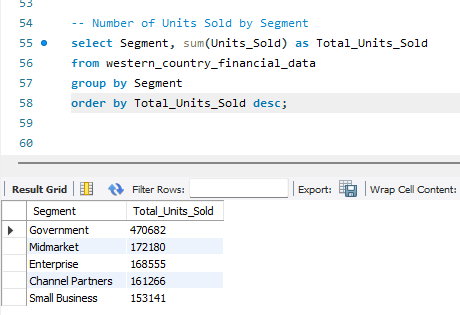 53
54 -- Number of Units Sold by Segment
55 select Segment, sum(Units_Sold) as Total_Units_Sold
56 from western_country_financial_data
57 group by Segment
58 order by Total_Units_Sold desc;
59
60
Result Grid Filter Rows: Export: Wrap Cell Content:
Segment Total_Units_Sold
Government 470682
Midmarket 172180
Enterprise 168555
Channel Partners 161266
Small Business 153141